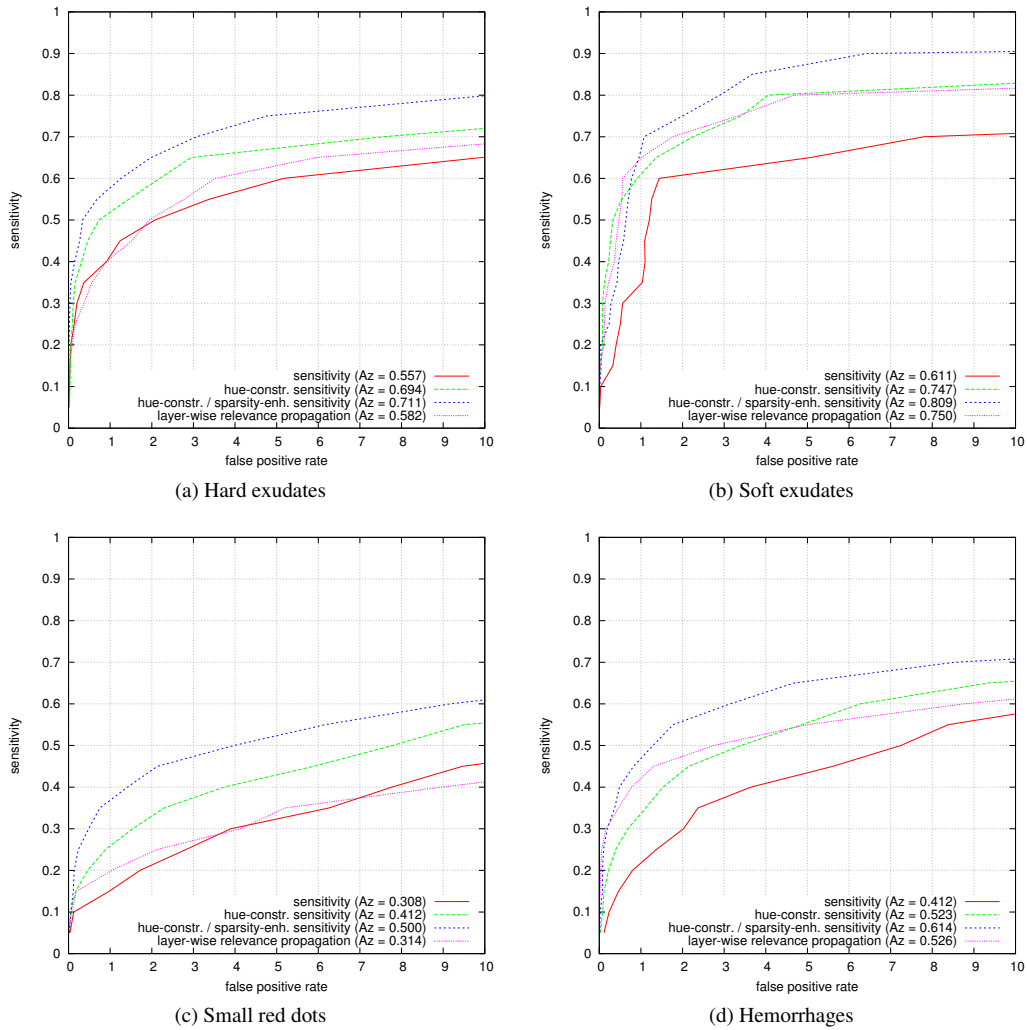 1
0.9
0.8
0.7
0.6
0.5
0.4
0.3
0.2
0.1
0
sensitivity
sensitivity (Az = 0.557)
hue-constr. sensitivity (Az = 0.694)
hue-constr. / sparsity-enh. sensitivity (Az = 0.711)
layer-wise relevance propagation (Az = 0.582)
0 1 2 3 4 5 6 7 8 9 10
false positive rate
(a) Hard exudates
1
0.9
0.8
0.7
0.6
0.5
0.4
0.3
0.2
0.1
0
sensitivity
sensitivity (Az = 0.611)
hue-constr. sensitivity (Az = 0.747)
hue-constr. / sparsity-enh. sensitivity (Az = 0.809)
layer-wise relevance propagation (Az = 0.750)
0 1 2 3 4 5 6 7 8 9 10
false positive rate
(b) Soft exudates
1
0.9
0.8
0.7
0.6
0.5
0.4
0.3
0.2
0.1
0
sensitivity
sensitivity (Az = 0.308)
hue-constr. sensitivity (Az = 0.412)
hue-constr. / sparsity-enh. sensitivity (Az = 0.500)
layer-wise relevance propagation (Az = 0.314)
0 1 2 3 4 5 6 7 8 9 10
false positive rate
(c) Small red dots
1
0.9
0.8
0.7
0.6
0.5
0.4
0.3
0.2
0.1
0
sensitivity
sensitivity (Az = 0.412)
hue-constr. sensitivity (Az = 0.523)
hue-constr. / sparsity-enh. sensitivity (Az = 0.614)
layer-wise relevance propagation (Az = 0.526)
0 1 2 3 4 5 6 7 8 9 10
false positive rate
(d) Hemorrhages